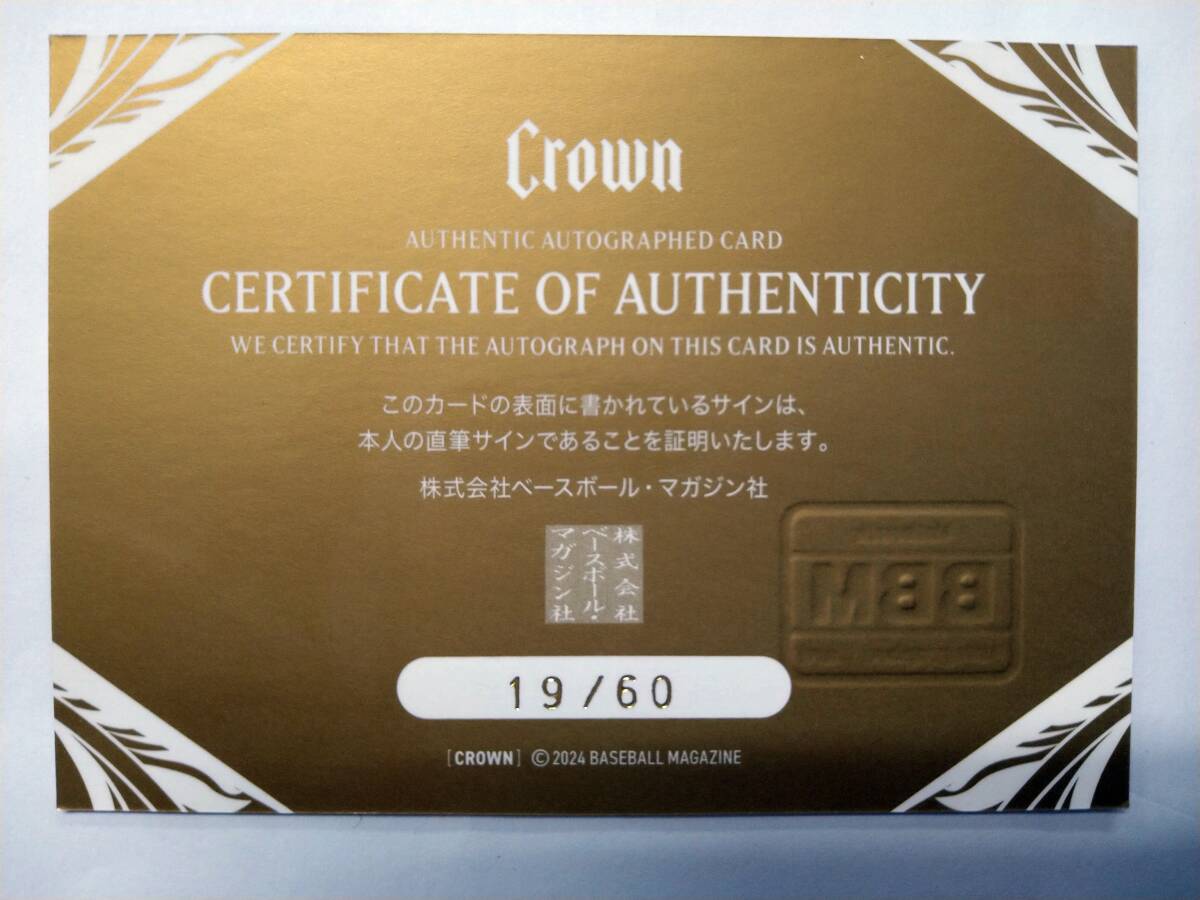 Crown
AUTHENTIC AUTOGRAPHED CARD
CERTIFICATE OF AUTHENTICITY
WE CERTIFY THAT THE AUTOGRAPH ON THIS CARD IS AUTHENTIC.
このカードの表面に書かれているサインは、
本人の直筆サインであることを証明いたします。
株式会社ベースボール・マガジン社
株式会社
ベースボール・
マガジン社
BBM
19/60
[CROWN] © 2024 BASEBALL MAGAZINE